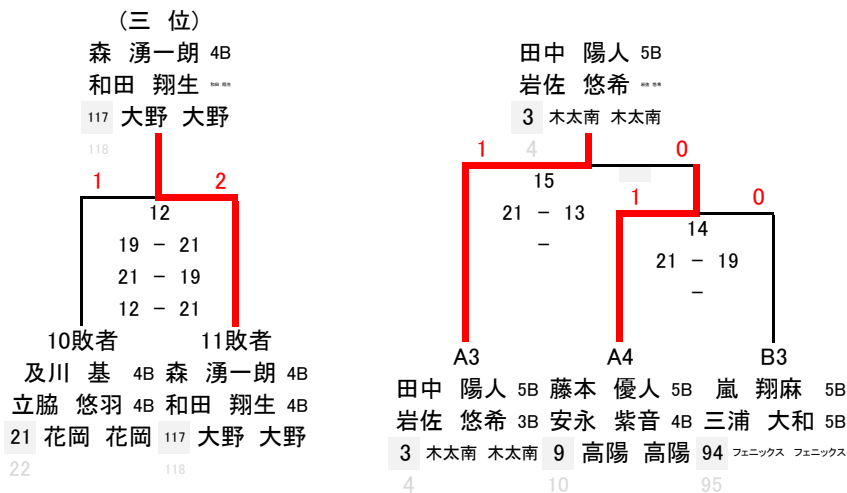 (三 位)
森 湧一朗 4B
和田 翔生 和田 翔生
117 大野 大野
118
1 2
12
19 − 21
21 − 19
12 − 21
10敗者 11敗者
及川 基 4B 森 湧一朗 4B
立脇 悠羽 4B 和田 翔生 4B
21 花岡 花岡 117 大野 大野
22 118
田中 陽人 5B
岩佐 悠希 岩佐 悠希
3 木太南 木太南
4
1 0
15
21 − 13
−
1 0
14
21 − 19
−
A3 A4 B3
田中 陽人 5B 藤本 優人 5B 嵐 翔麻 5B
岩佐 悠希 3B 安永 紫音 4B 三浦 大和 5B
3 木太南 木太南 9 高陽 高陽 94 フェニックス フェニックス
4 10 95